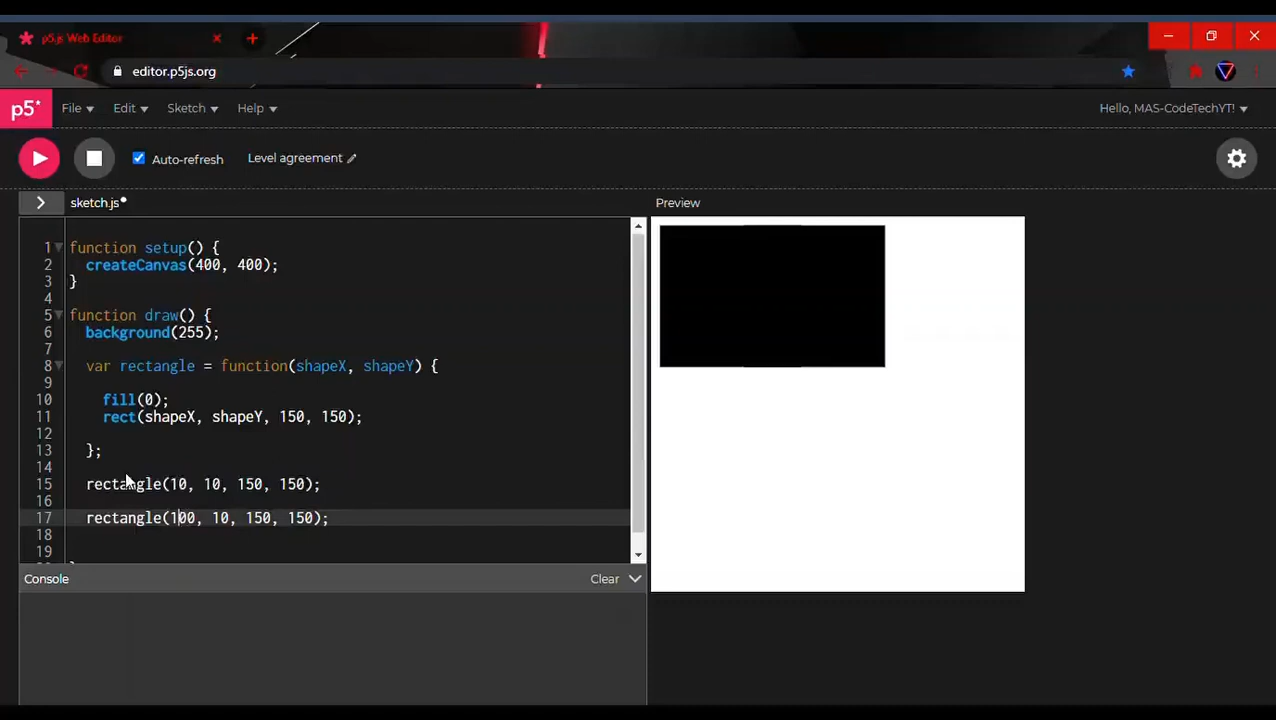 p5.js Web Editor
editor.p5js.org
p5* File Edit Sketch Help Hello, MAS-CodeTechYT!
Auto-refresh Level agreement
sketch.js Preview
1 function setup() {
2 createCanvas(400, 400);
3 }
4
5 function draw() {
6 background(255);
7
8 var rectangle = function(shapeX, shapeY) {
9
10 fill(0);
11 rect(shapeX, shapeY, 150, 150);
12
13 };
14
15 rectangle(10, 10, 150, 150);
16
17 rectangle(100, 10, 150, 150);
18
19
Console Clear